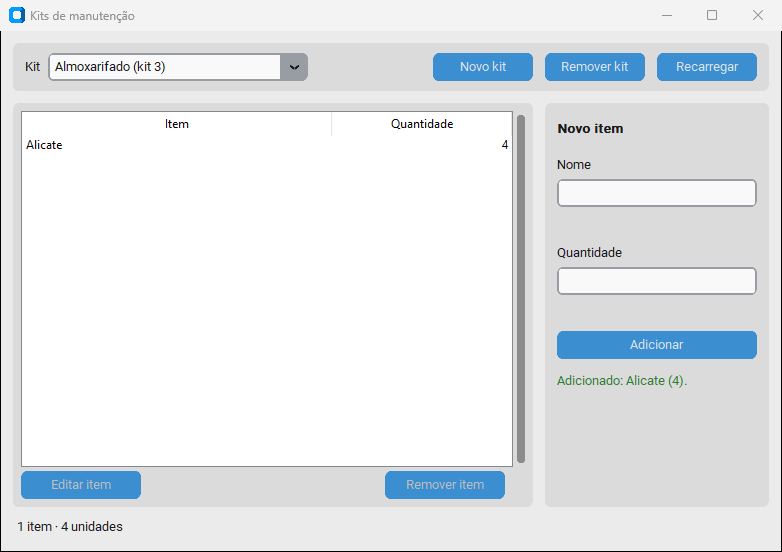 Kits de manutenção
Kit Almoxarifado (kit 3) Novo kit Remover kit Recarregar
Item Quantidade
Alicate 4
Editar item Remover item
Novo item
Nome
Quantidade
Adicionar
Adicionado: Alicate (4).
1 item · 4 unidades